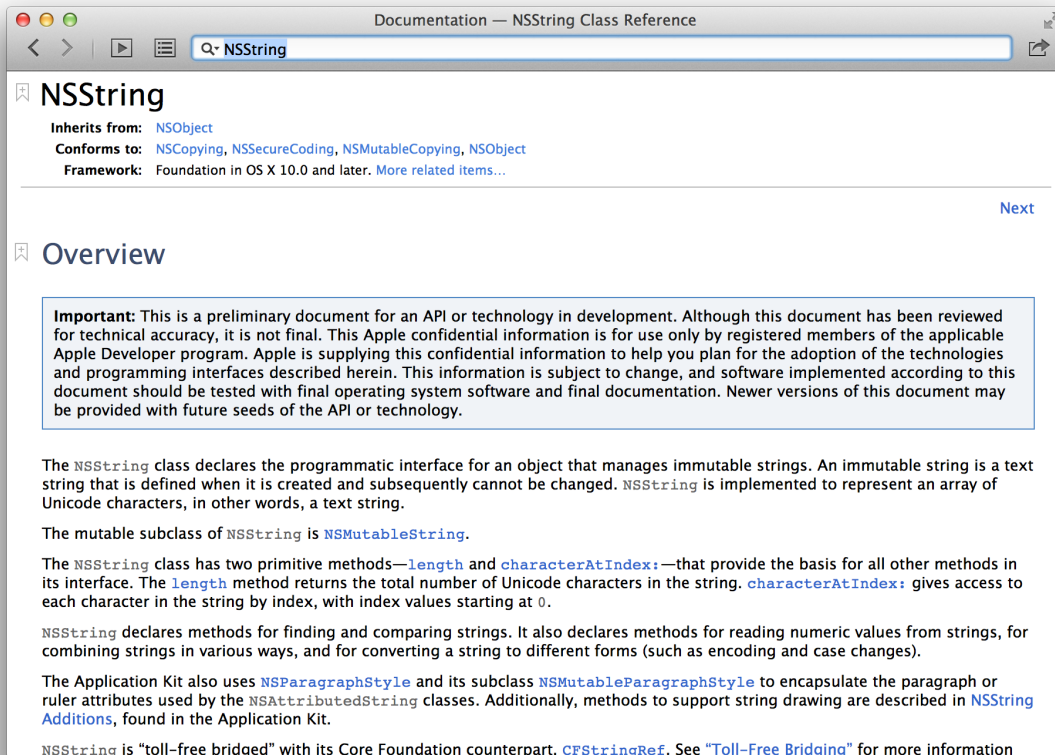 Documentation — NSString Class Reference
NSString
NSString
Inherits from: NSObject
Conforms to: NSCopying, NSSecureCoding, NSMutableCopying, NSObject
Framework: Foundation in OS X 10.0 and later. More related items...
Next
Overview
Important: This is a preliminary document for an API or technology in development. Although this document has been reviewed
for technical accuracy, it is not final. This Apple confidential information is for use only by registered members of the applicable
Apple Developer program. Apple is supplying this confidential information to help you plan for the adoption of the technologies
and programming interfaces described herein. This information is subject to change, and software implemented according to this
document should be tested with final operating system software and final documentation. Newer versions of this document may
be provided with future seeds of the API or technology.
The NSString class declares the programmatic interface for an object that manages immutable strings. An immutable string is a text
string that is defined when it is created and subsequently cannot be changed. NSString is implemented to represent an array of
Unicode characters, in other words, a text string.
The mutable subclass of NSString is NSMutableString.
The NSString class has two primitive methods—length and characterAtIndex:—that provide the basis for all other methods in
its interface. The length method returns the total number of Unicode characters in the string. characterAtIndex: gives access to
each character in the string by index, with index values starting at 0.
NSString declares methods for finding and comparing strings. It also declares methods for reading numeric values from strings, for
combining strings in various ways, and for converting a string to different forms (such as encoding and case changes).
The Application Kit also uses NSParagraphStyle and its subclass NSMutableParagraphStyle to encapsulate the paragraph or
ruler attributes used by the NSAttributedString classes. Additionally, methods to support string drawing are described in NSString
Additions, found in the Application Kit.
NSString is “toll-free bridged” with its Core Foundation counterpart, CFStringRef. See “Toll-Free Bridging” for more information